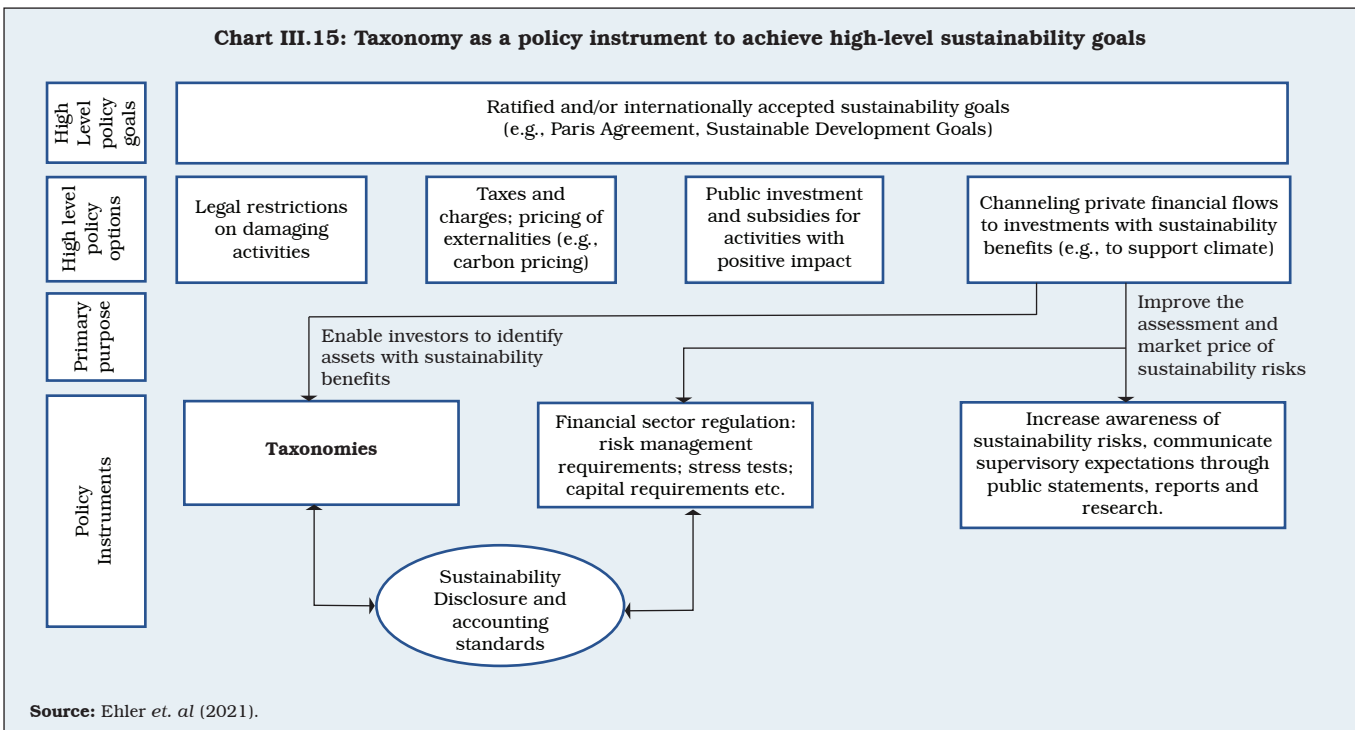 Chart III.15: Taxonomy as a policy instrument to achieve high-level sustainability goals
High
Level
policy
goals
Ratified and/or internationally accepted sustainability goals
(e.g., Paris Agreement, Sustainable Development Goals)
High level
policy
options
Legal restrictions
on damaging
activities
Taxes and
charges; pricing of
externalities (e.g.,
carbon pricing)
Public investment
and subsidies for
activities with
positive impact
Channeling private financial flows
to investments with sustainability
benefits (e.g., to support climate)
Primary
purpose
Enable investors to identify
assets with sustainability
benefits
Improve the
assessment and
market price of
sustainability risks
Policy
Instruments
Taxonomies
Financial sector regulation:
risk management
requirements; stress tests;
capital requirements etc.
Increase awareness of
sustainability risks, communicate
supervisory expectations through
public statements, reports and
research.
Sustainability
Disclosure and
accounting
standards
Source: Ehler et. al (2021).